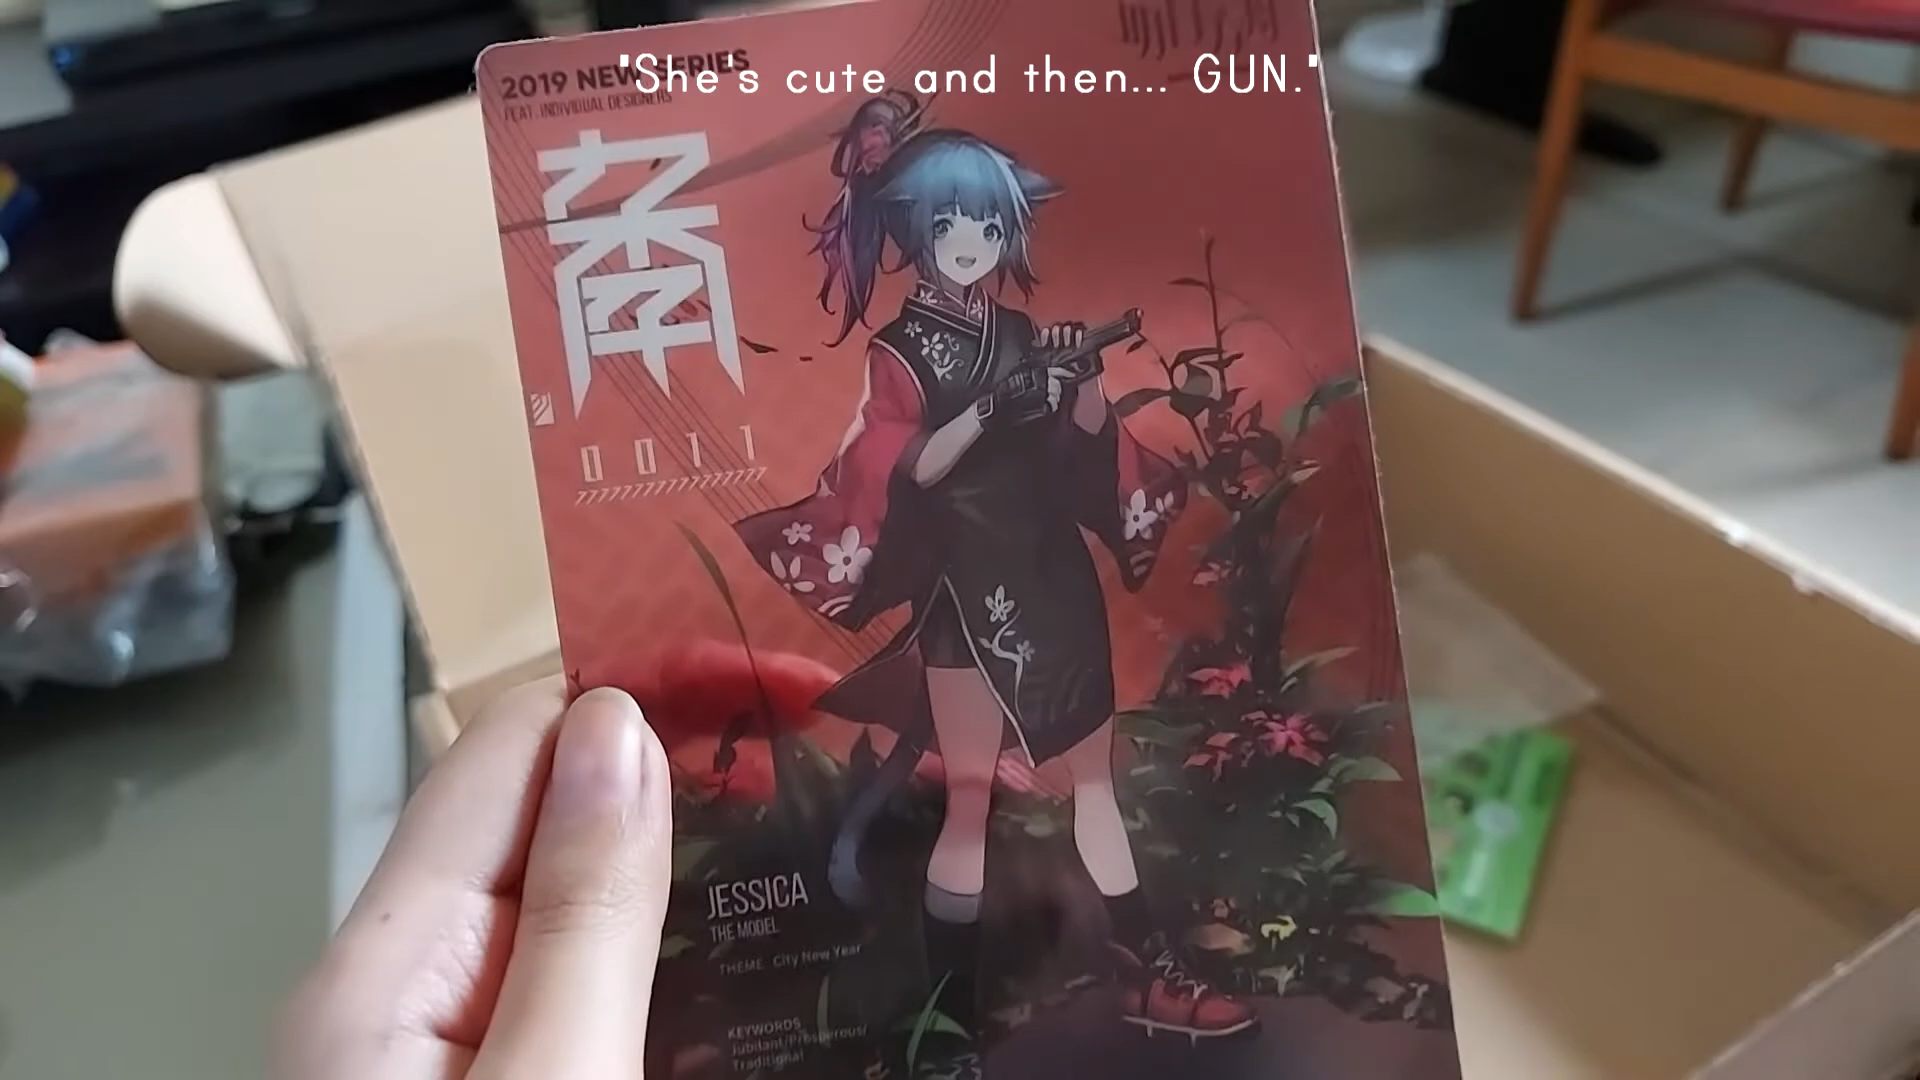 "She's cute and then... GUN."
2019 NEW SERIES
FEAT. INDIVIDUAL DESIGNERS
0011
JESSICA
THE MODEL
THEME City New Year
KEYWORDS
Jubilant/Prosperous/
Traditional